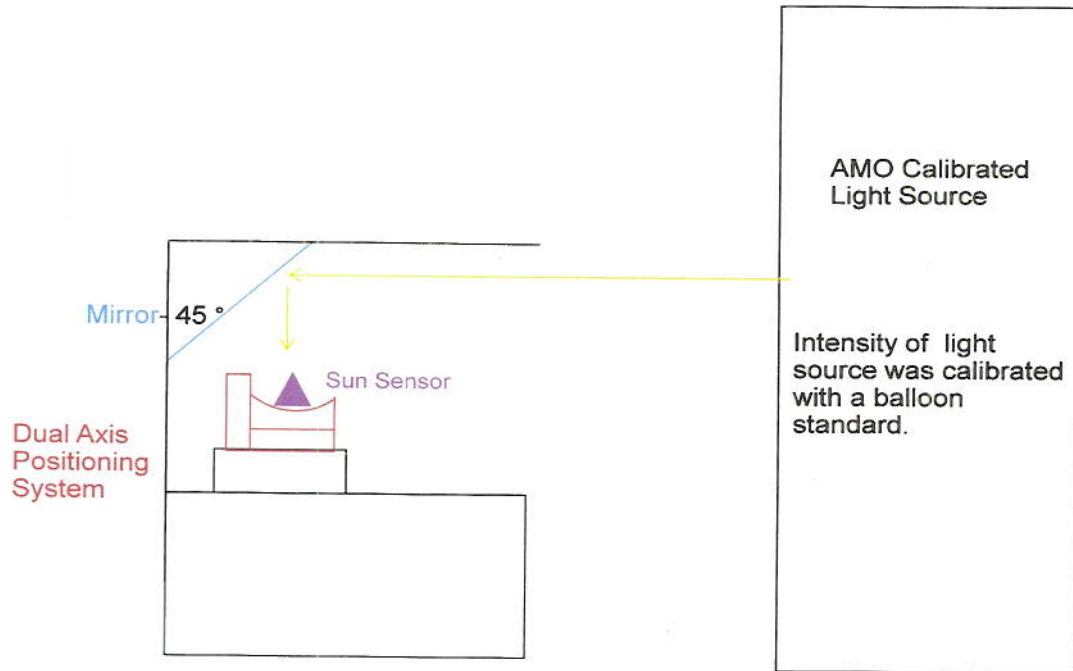 AMO Calibrated
Light Source
Mirror
45 °
Intensity of light
source was calibrated
with a balloon
standard.
Sun Sensor
Dual Axis
Positioning
System